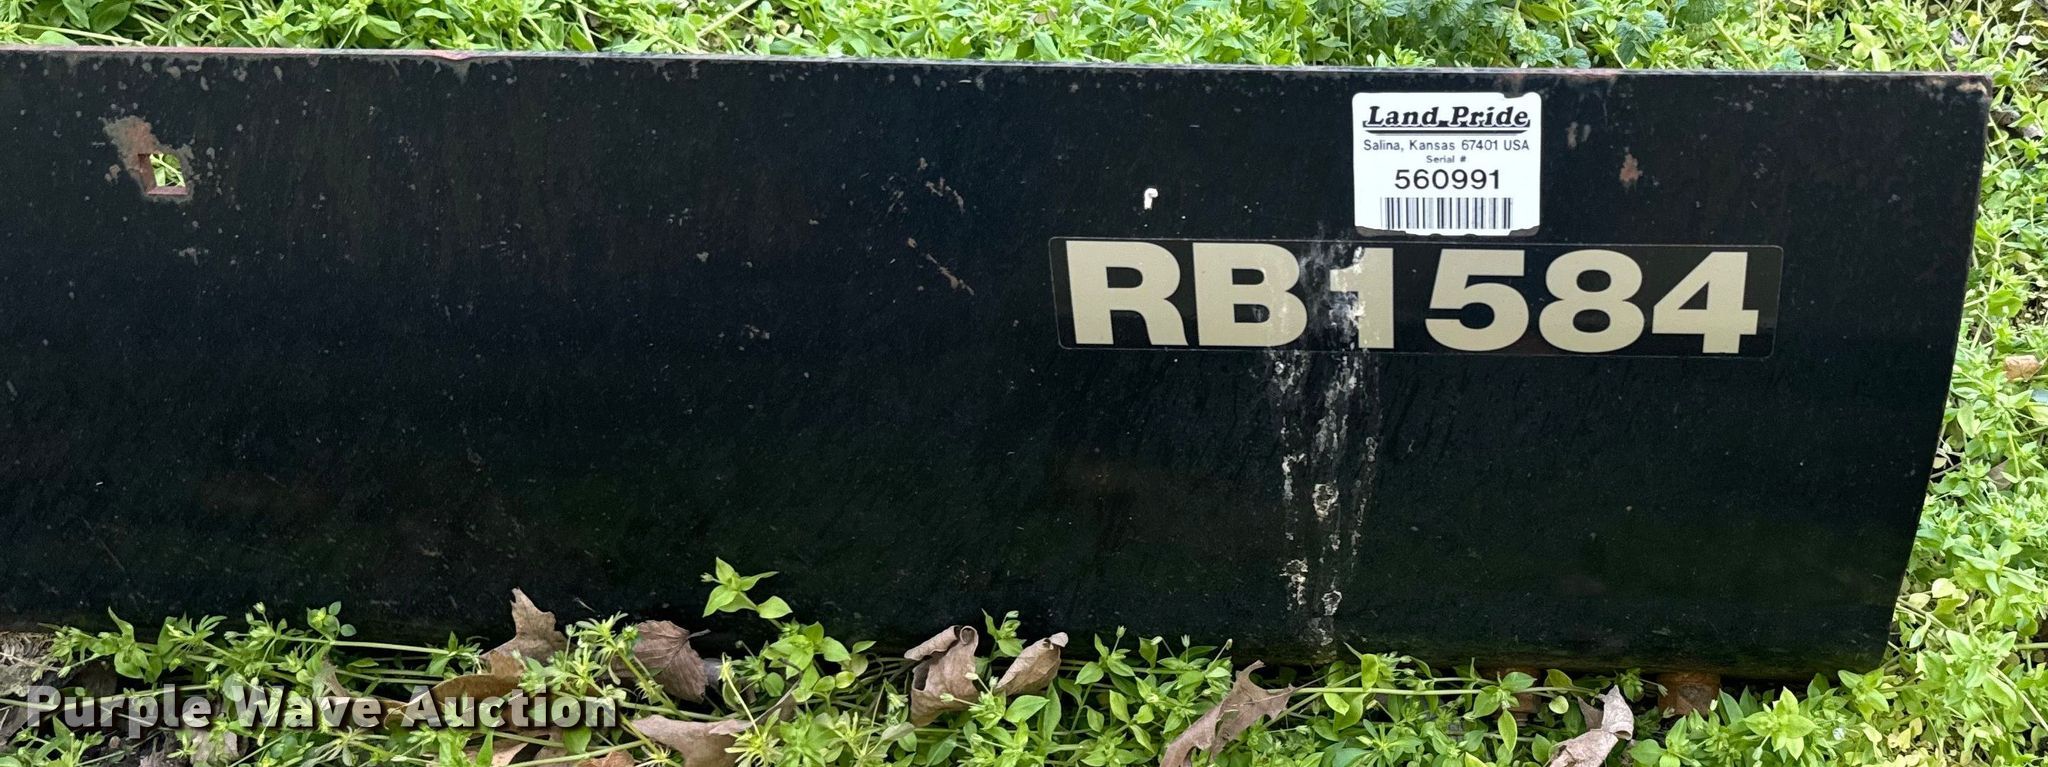 Land Pride
Salina, Kansas 67401 USA
Serial #
560991
RB1584
Purple Wave Auction